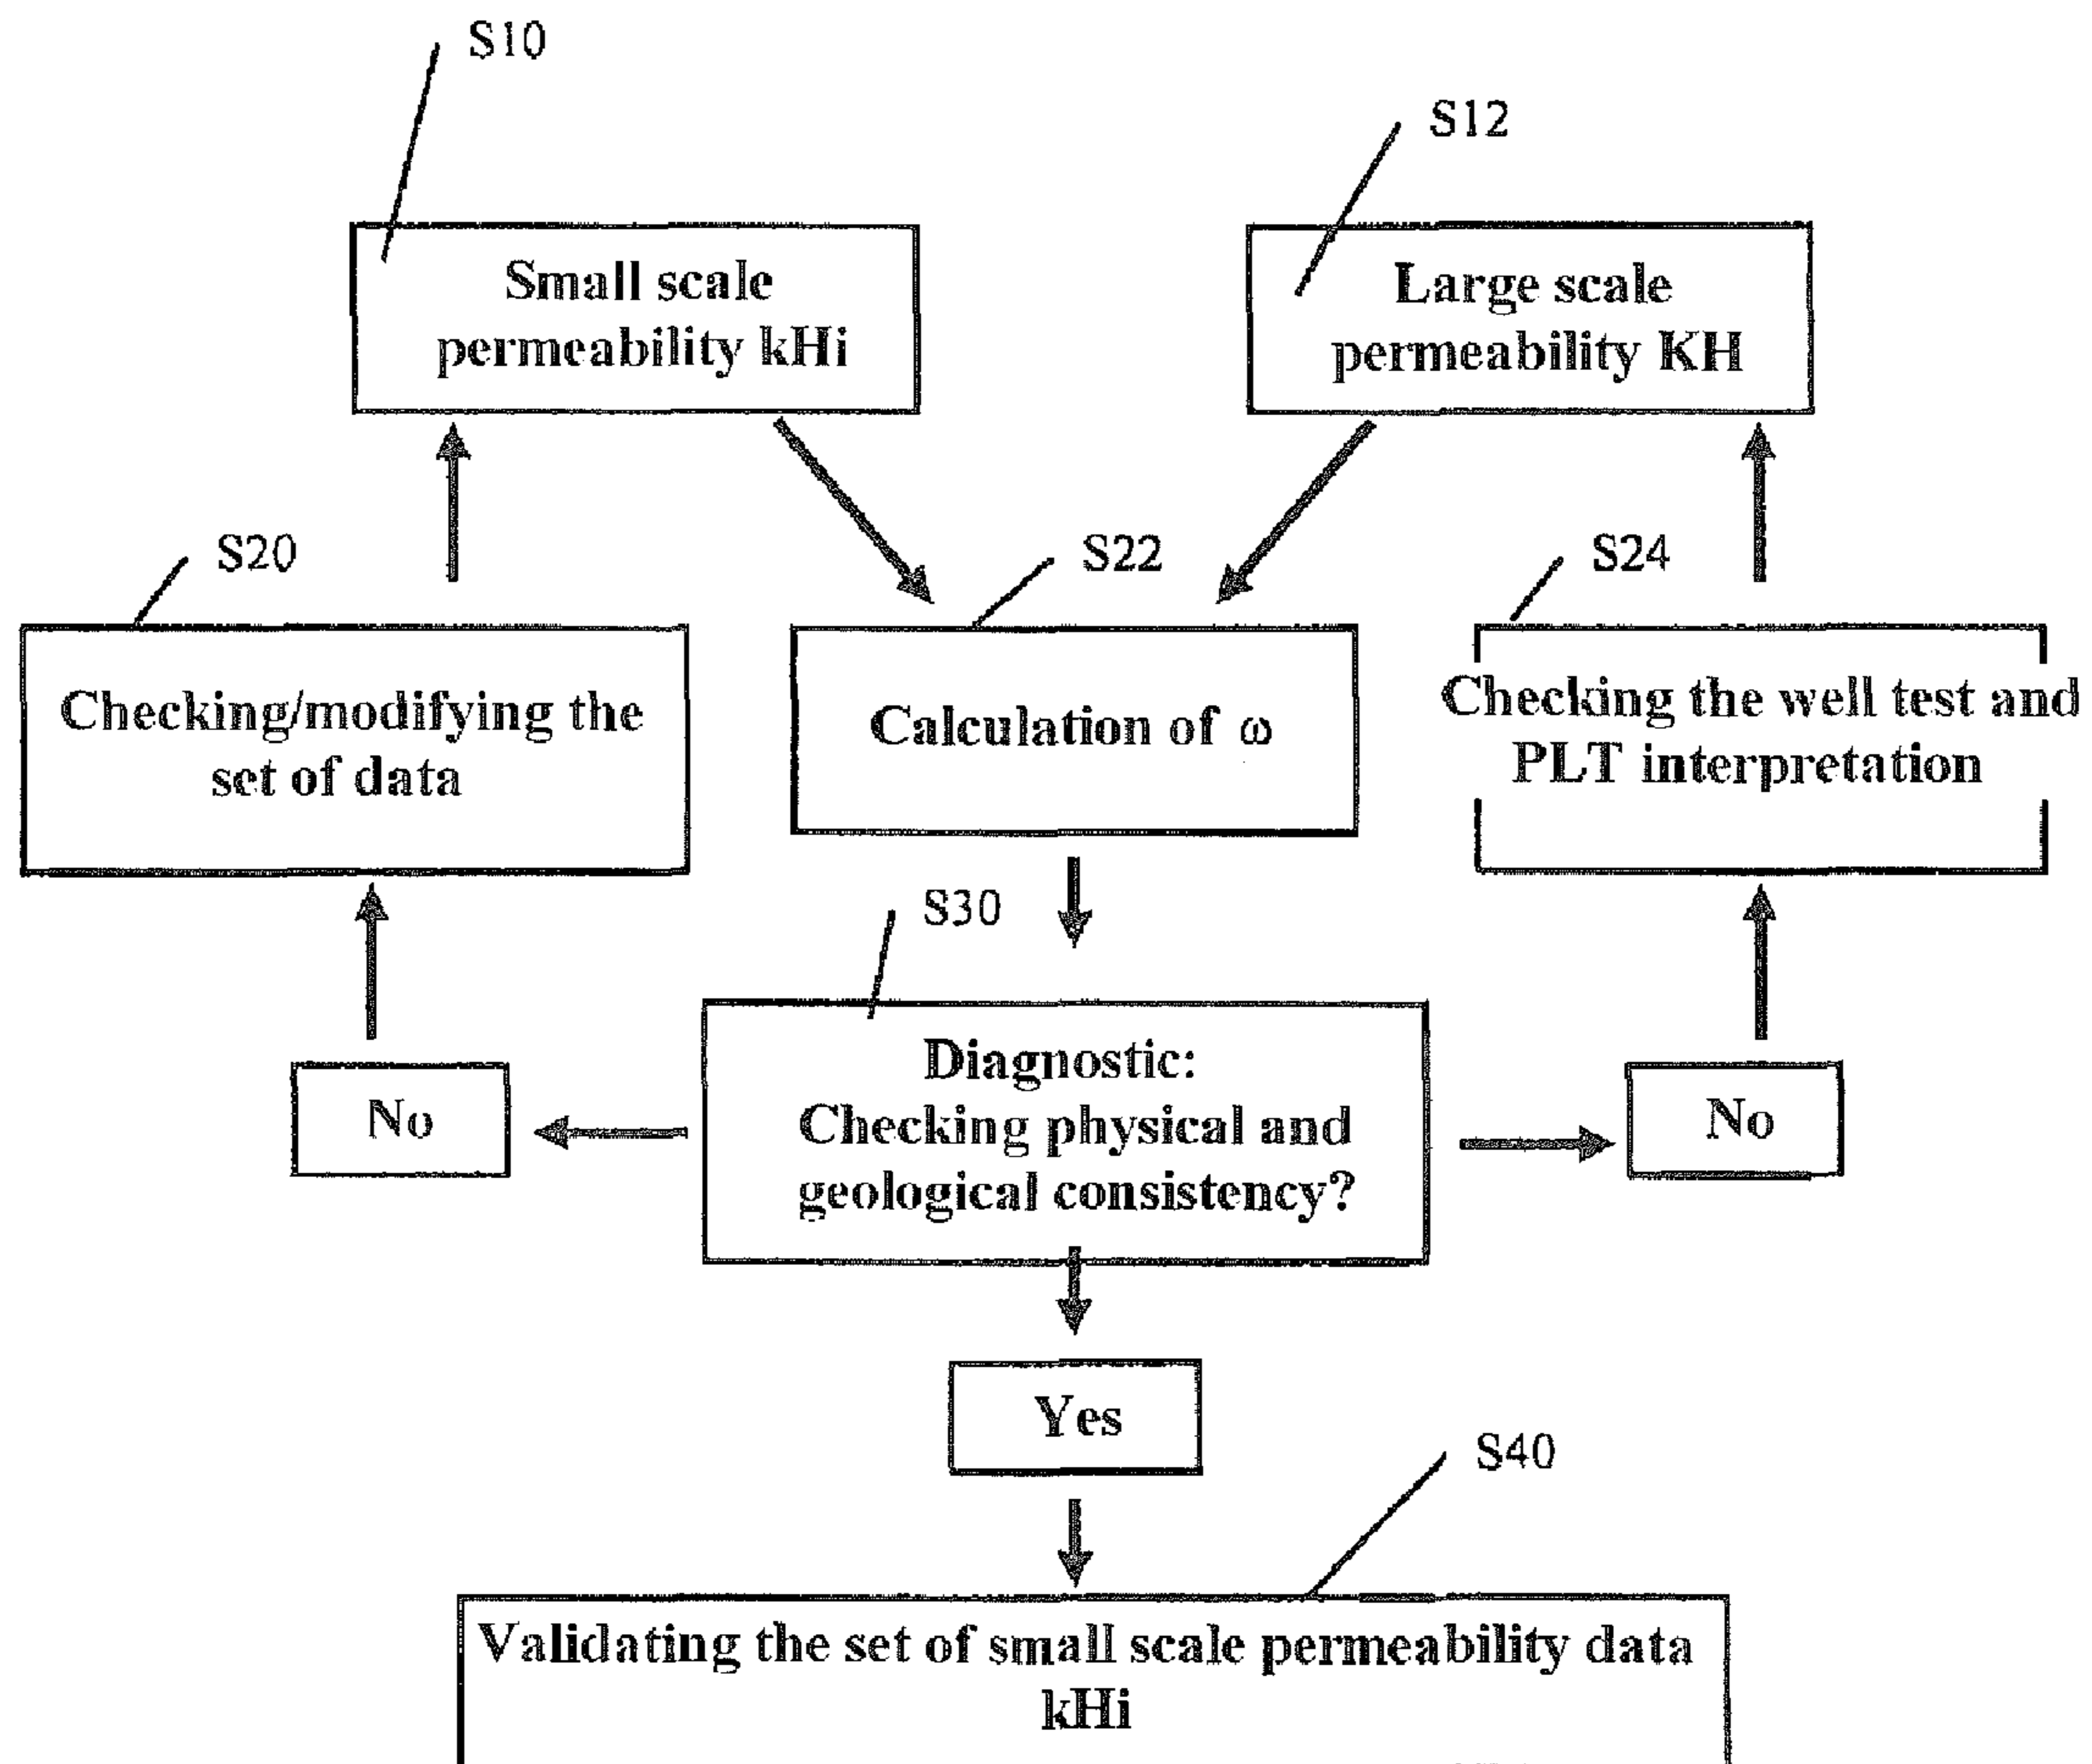 S10
S12
Small scale
permeability kHi
Large scale
permeability KH
S20
S22
S24
Checking/modifying the
set of data
Calculation of ω
Checking the well test and
PLT interpretation
S30
No
Diagnostic:
Checking physical and
geological consistency?
No
Yes
S40
Validating the set of small scale permeability data
kHi